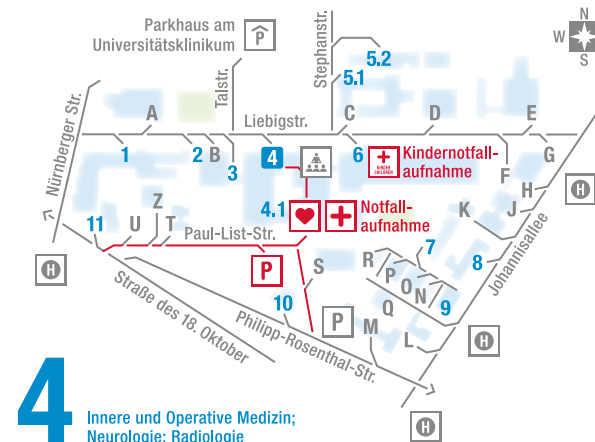 Parkhaus am
Universitätsklinikum
P
Stephanstr.
5.2
5.1
N
W
S
Talstr.
Nürnberger Str.
A
Liebigstr.
C
D
E
1
2
B
3
4
6
KINDER
CHILDREN
Kindernotfall-
aufnahme
F
G
H
H
J
K
Johannisallee
4.1
Notfall-
aufnahme
Z
11
U
T
Paul-List-Str.
P
S
R
P
O
N
7
8
9
Q
H
Straße des 18. Oktober
10
P
M
L
H
Philipp-Rosenthal-Str.
H
4
Innere und Operative Medizin;
Neurologie; Radiologie